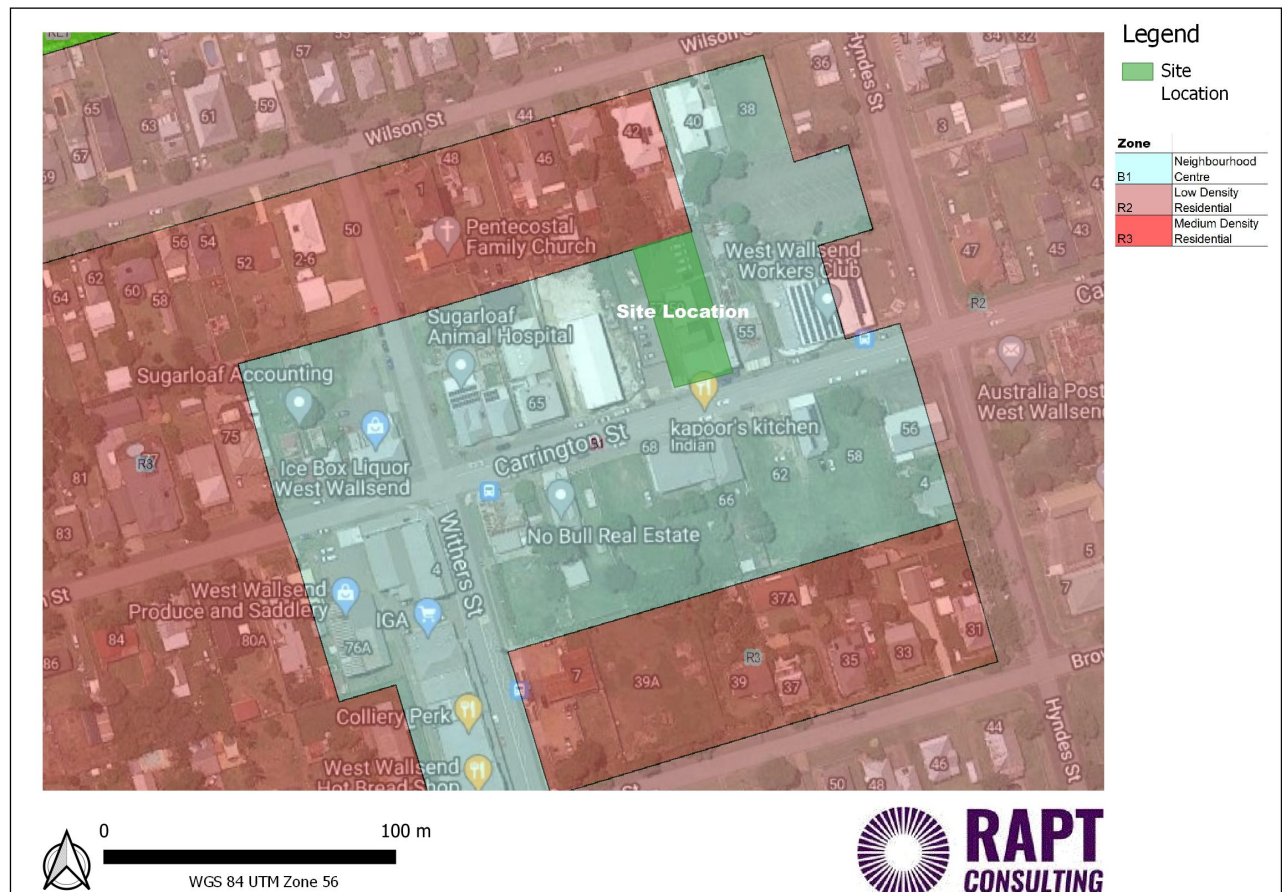 Legend
Site
Location
Zone
B1 Neighbourhood
Centre
R2 Low Density
Residential
R3 Medium Density
Residential
RE1
57
Wilson St
Hyndes St
34
32
36
65
63
61
59
57
Wilson St
44
42
40
38
3
69
48
46
1
50
Pentecostal
Family Church
56
54
52
2-6
62
60
58
64
West Wallsend
Workers Club
47
45
43
R2
Site Location
55
Sugarloaf
Animal Hospital
Sugarloaf Accounting
65
Australia Post
West Wallsend
75
R3
81
83
Ice Box Liquor
West Wallsend
Carrington St
B1
68
kapoor's kitchen
Indian
62
58
56
4
66
No Bull Real Estate
Withers St
4
5
7
West Wallsend
Produce and Saddlery
IGA
76A
80A
84
86
37A
R3
31
33
35
37
39
39A
7
Colliery Perk
West Wallsend
Hot Bread Shop
Hyndes St
44
46
48
50
0 100 m
WGS 84 UTM Zone 56
RAPT
CONSULTING